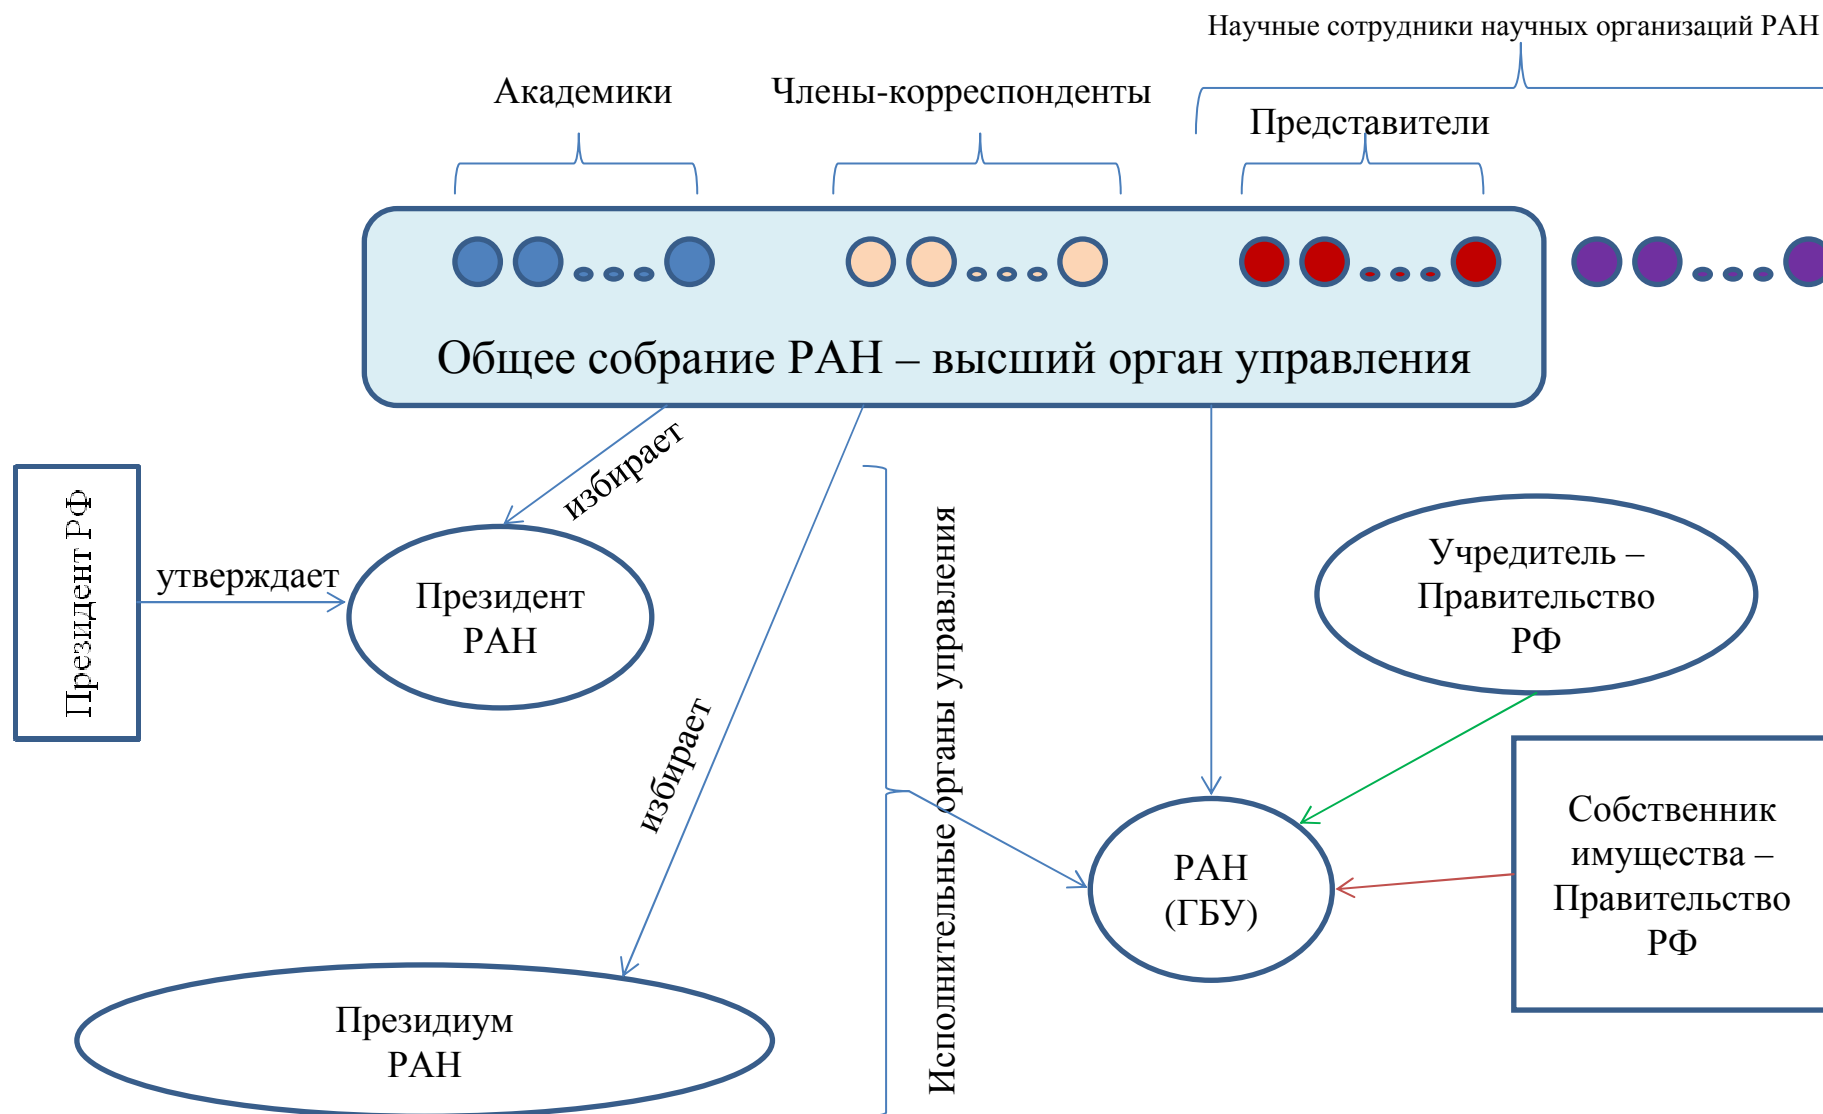 Научные сотрудники научных организаций РАН
Академики
Члены-корреспонденты
Представители
Общее собрание РАН – высший орган управления
избирает
Президент РФ
утверждает
Президент
РАН
избирает
Исполнительные органы управления
Учредитель –
Правительство
РФ
РАН
(ГБУ)
Собственник
имущества –
Правительство
РФ
Президиум
РАН